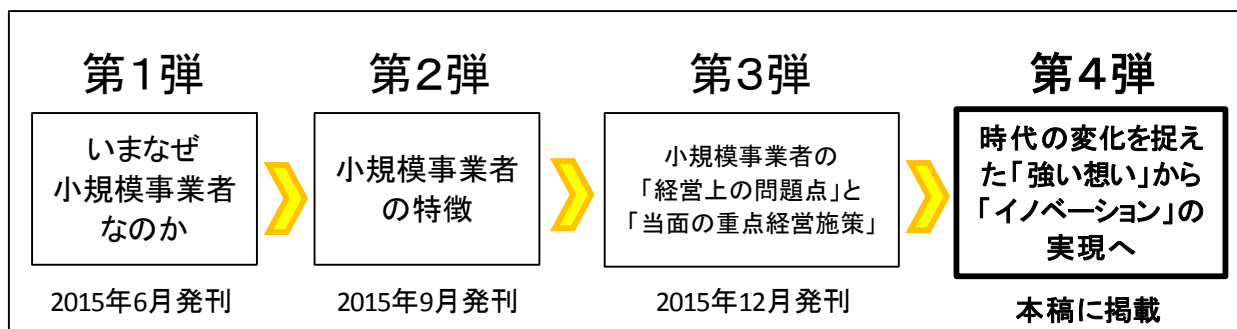 第1弾
いまなぜ
小規模事業者
なのか
2015年6月発刊
第2弾
小規模事業者
の特徴
2015年9月発刊
第3弾
小規模事業者の
「経営上の問題点」と
「当面の重点経営施策」
2015年12月発刊
第4弾
時代の変化を捉え
た「強い想い」から
「イノベーション」の
実現へ
本稿に掲載